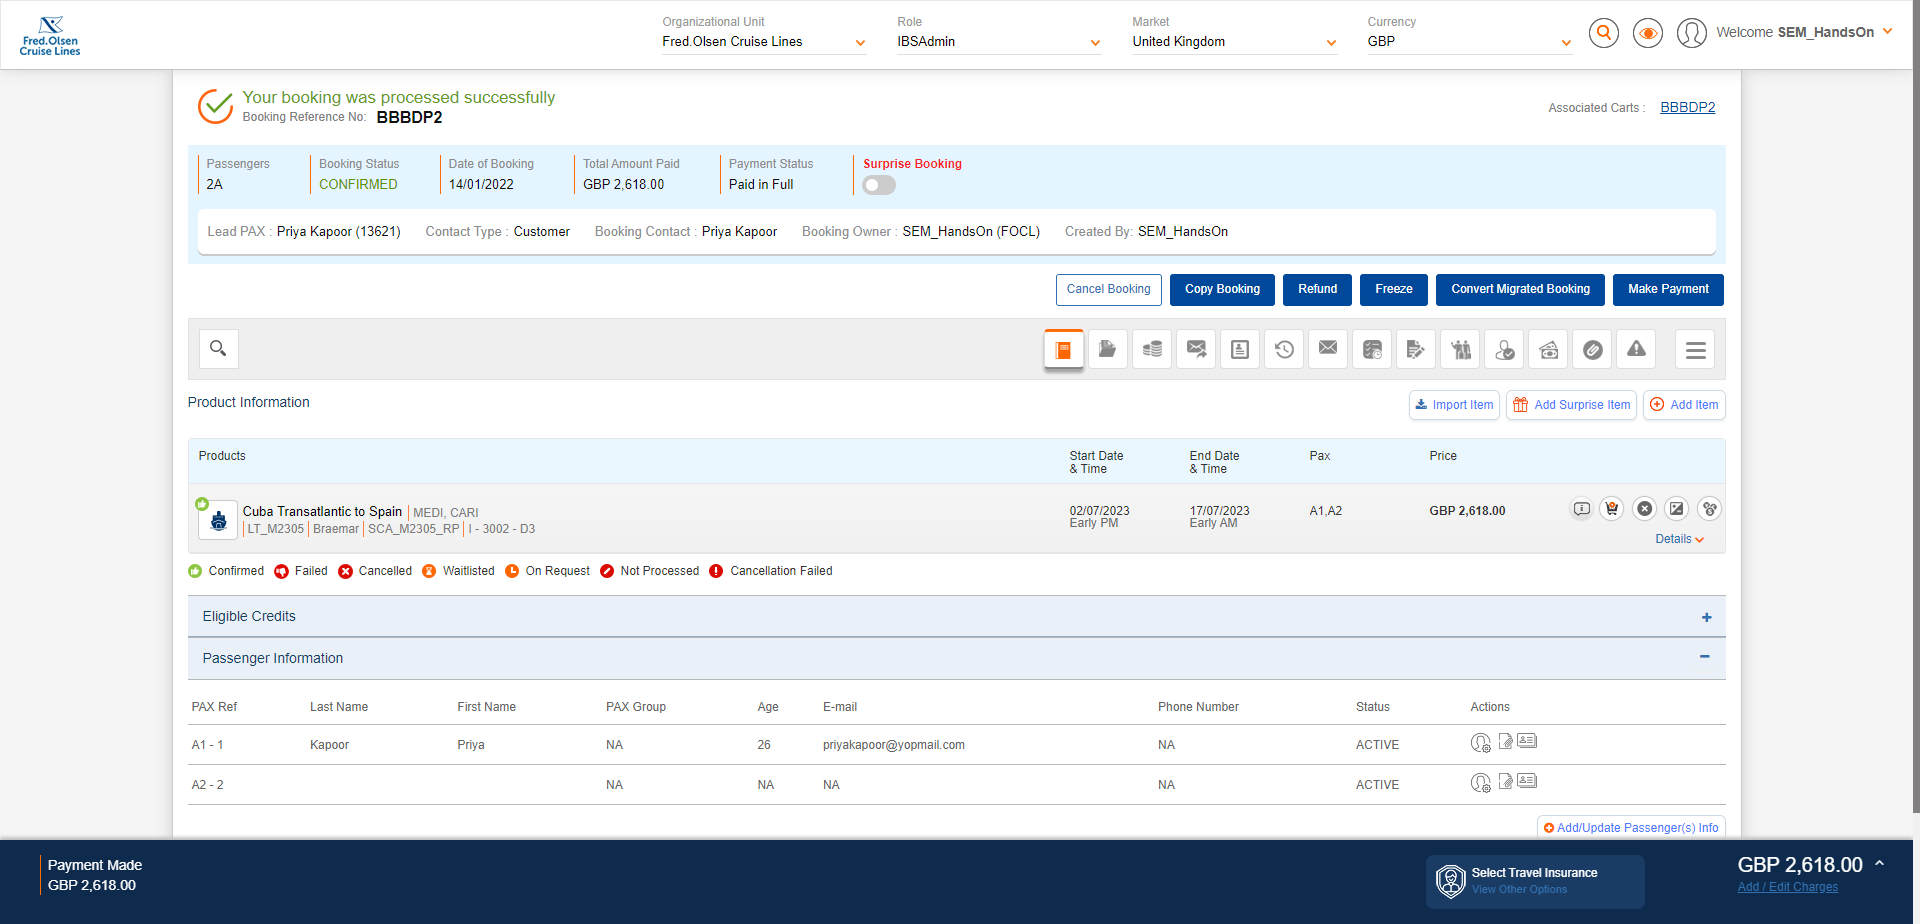 Fred.Olsen
Cruise Lines
Organizational Unit
Fred.Olsen Cruise Lines
Role
IBSAdmin
Market
United Kingdom
Currency
GBP
Welcome SEM_HandsOn
Your booking was processed successfully
Booking Reference No: BBBDP2
Associated Carts : BBBDP2
Passengers
2A
Booking Status
CONFIRMED
Date of Booking
14/01/2022
Total Amount Paid
GBP 2,618.00
Payment Status
Paid in Full
Surprise Booking
Lead PAX : Priya Kapoor (13621) Contact Type : Customer Booking Contact : Priya Kapoor Booking Owner : SEM_HandsOn (FOCL) Created By: SEM_HandsOn
Cancel Booking Copy Booking Refund Freeze Convert Migrated Booking Make Payment
Product Information
Import Item Add Surprise Item Add Item
Products Start Date & Time End Date & Time Pax Price
Cuba Transatlantic to Spain | MEDI, CARI
LT_M2305 | Braemar | SCA_M2305_RP | I - 3002 - D3
02/07/2023
Early PM
17/07/2023
Early AM
A1,A2
GBP 2,618.00
Details
Confirmed Failed Cancelled Waitlisted On Request Not Processed Cancellation Failed
Eligible Credits
Passenger Information
PAX Ref Last Name First Name PAX Group Age E-mail Phone Number Status Actions
A1 - 1 Kapoor Priya NA 26 priyakapoor@yopmail.com NA ACTIVE
A2 - 2 NA NA NA NA ACTIVE
Add/Update Passenger(s) Info
Payment Made
GBP 2,618.00
Select Travel Insurance
View Other Options
GBP 2,618.00
Add / Edit Charges